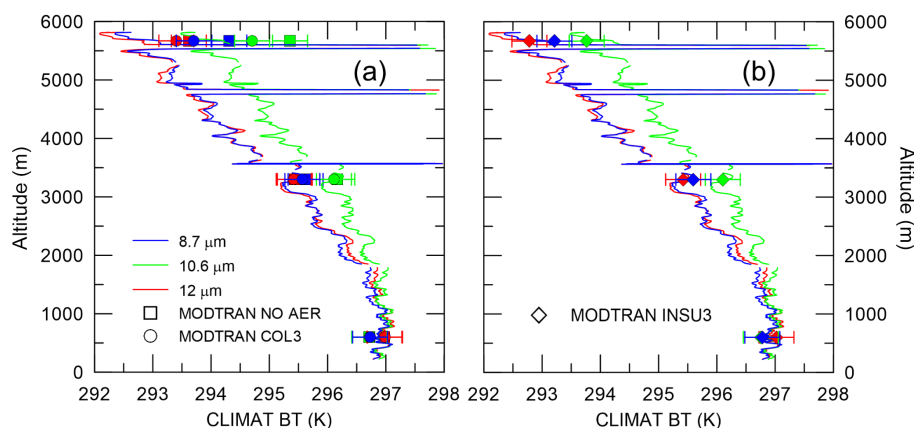 6000
5000
4000
3000
2000
1000
0
Altitude (m)
(a)
8.7 μm
10.6 μm
12 μm
MODTRAN NO AER
MODTRAN COL3
292 293 294 295 296 297 298
CLIMAT BT (K)
(b)
MODTRAN INSU3
292 293 294 295 296 297 298
CLIMAT BT (K)
6000
5000
4000
3000
2000
1000
0
Altitude (m)